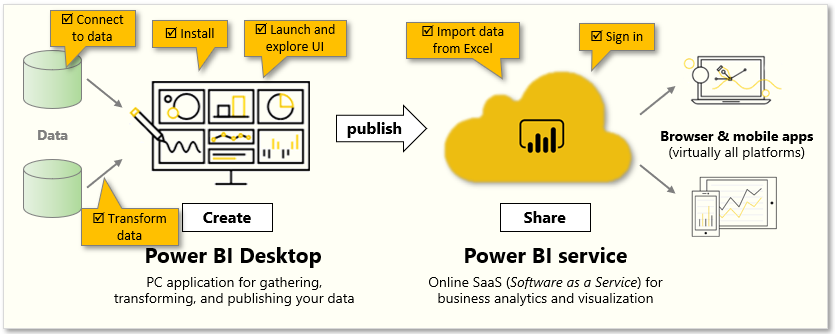 ☑ Connect
to data
☑ Install
☑ Launch and
explore UI
☑ Import data
from Excel
☑ Sign in
Data
publish
Browser & mobile apps
(virtually all platforms)
☑ Transform
data
Create
Share
Power BI Desktop
PC application for gathering,
transforming, and publishing your data
Power BI service
Online SaaS (Software as a Service) for
business analytics and visualization